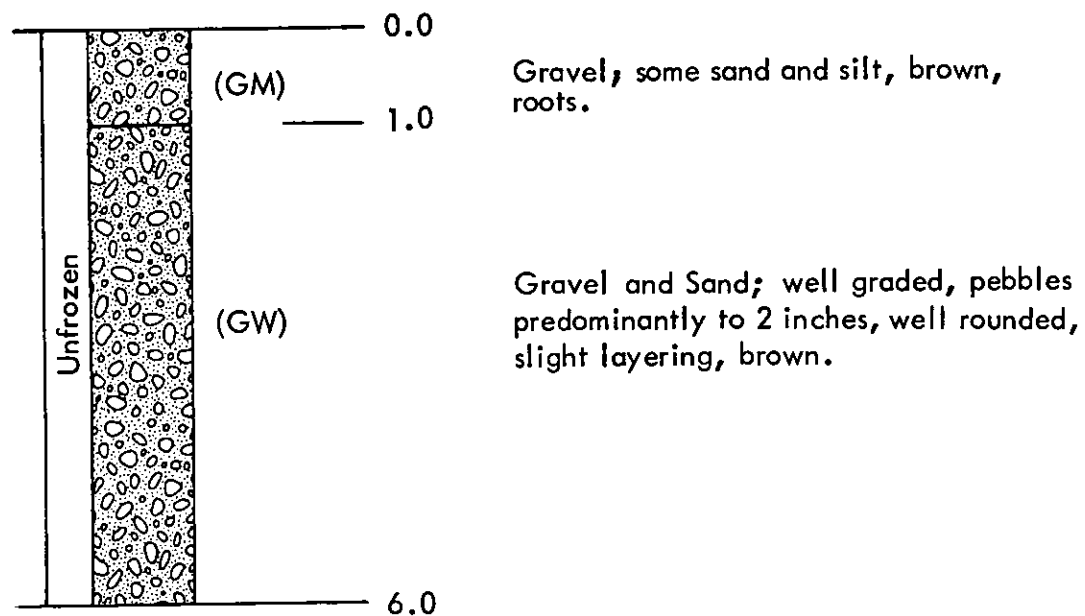 0.0
(GM)
Gravel; some sand and silt, brown,
roots.
1.0
Unfrozen
(GW)
Gravel and Sand; well graded, pebbles
predominantly to 2 inches, well rounded,
slight layering, brown.
6.0